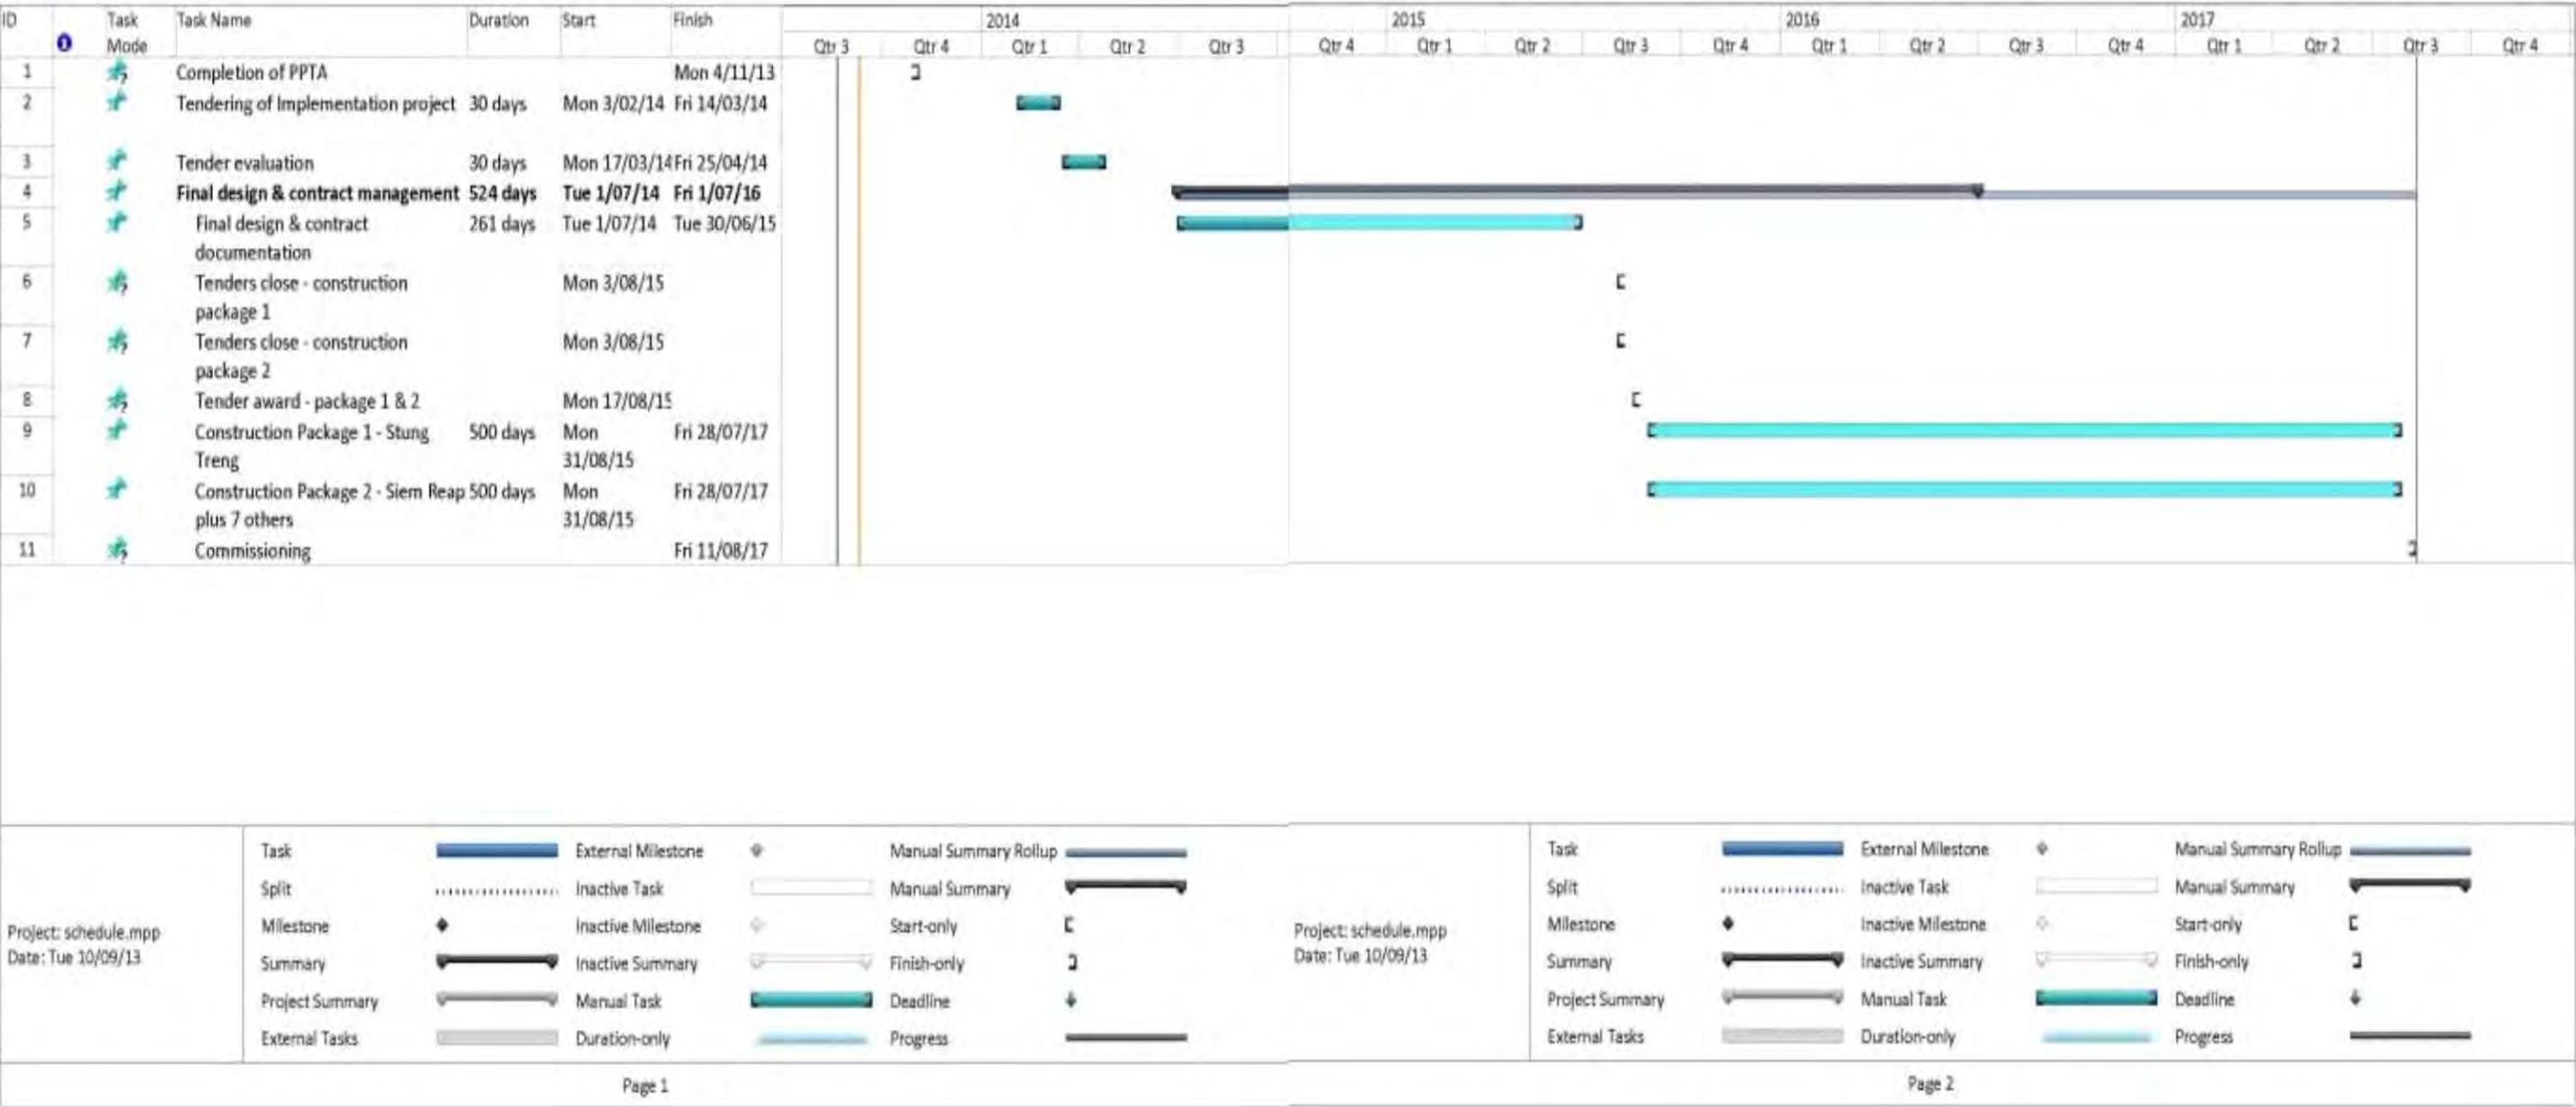 ID Task Mode Task Name Duration Start Finish 2014 2015 2016 2017
Qtr 3 Qtr 4 Qtr 1 Qtr 2 Qtr 3 Qtr 4 Qtr 1 Qtr 2 Qtr 3 Qtr 4 Qtr 1 Qtr 2 Qtr 3 Qtr 4 Qtr 1 Qtr 2 Qtr 3 Qtr 4
1 Completion of PPTA Mon 4/11/13
2 Tendering of Implementation project 30 days Mon 3/02/14 Fri 14/03/14
3 Tender evaluation 30 days Mon 17/03/14 Fri 25/04/14
4 Final design & contract management 524 days Tue 1/07/14 Fri 1/07/16
5 Final design & contract 261 days Tue 1/07/14 Tue 30/06/15
documentation
6 Tenders close - construction Mon 3/08/15
package 1
7 Tenders close - construction Mon 3/08/15
package 2
8 Tender award - package 1 & 2 Mon 17/08/15
9 Construction Package 1 - Stung 500 days Mon Fri 28/07/17
Treng 31/08/15
10 Construction Package 2 - Siem Reap 500 days Mon Fri 28/07/17
plus 7 others 31/08/15
11 Commissioning Fri 11/08/17
Project: schedule.mpp
Date: Tue 10/09/13
Task External Milestone Manual Summary Rollup
Split Inactive Task Manual Summary
Milestone Inactive Milestone Start-only
Summary Inactive Summary Finish-only
Project Summary Manual Task Deadline
External Tasks Duration-only Progress
Page 1
Project: schedule.mpp
Date: Tue 10/09/13
Task External Milestone Manual Summary Rollup
Split Inactive Task Manual Summary
Milestone Inactive Milestone Start-only
Summary Inactive Summary Finish-only
Project Summary Manual Task Deadline
External Tasks Duration-only Progress
Page 2